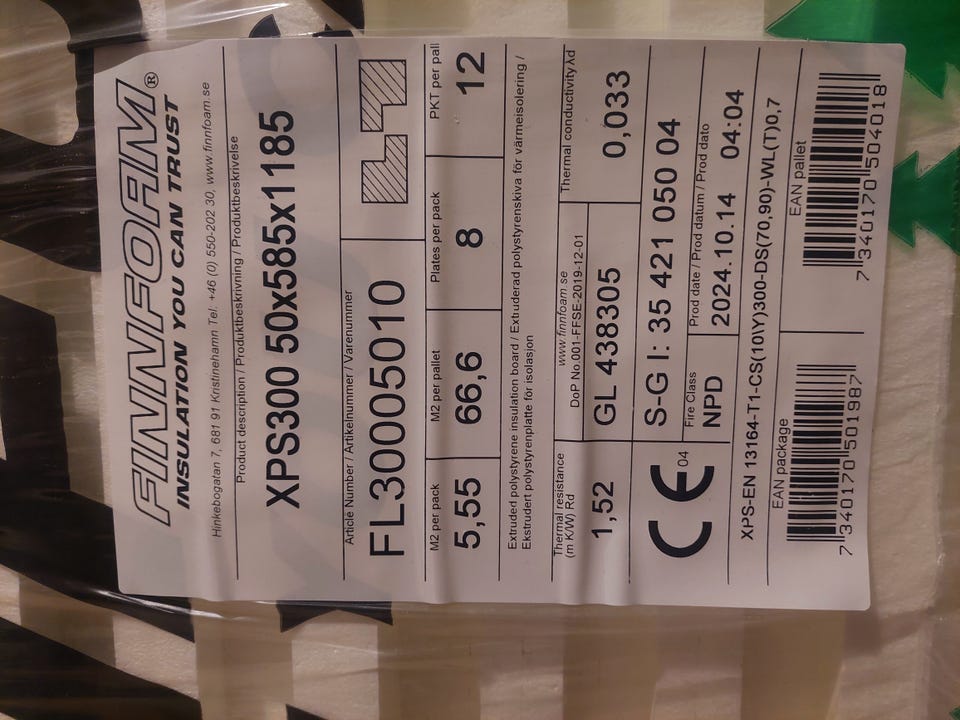 FINNFOAM®
INSULATION YOU CAN TRUST
Hinkebogatan 7, 681 91 Kristinehamn Tel: +46 (0) 550-202 30, www.finnfoam.se
Product description / Produktbeskrivning / Produktbeskrivelse
XPS300 50x585x1185
Article Number / Artikelnummer / Varenummer
FL30005010
M2 per pack M2 per pallet Plates per pack PKT per pall
5,55 66,6 8 12
Extruderd polystyrene insulation board / Extuderad polystyrenskiva för värmeisolering /
Ekstrudert polystyrenplatte for isolasjon
Thermal resistance
(m K/W) Rd
1,52
www.finnfoam.se
DoP No.001-FFSE-2019-12-01
GL 438305
Thermal conductivity λd
0,033
CE 04
S-G I: 35 421 050 04
Fire Class
NPD
Prod date / Prod datum / Prod dato
2024.10.14 04:04
XPS-EN 13164-T1-CS(10\Y)300-DS(70,90)-WL(T)0,7
EAN package
7 340170 501987
EAN pallet
7 340170 504018